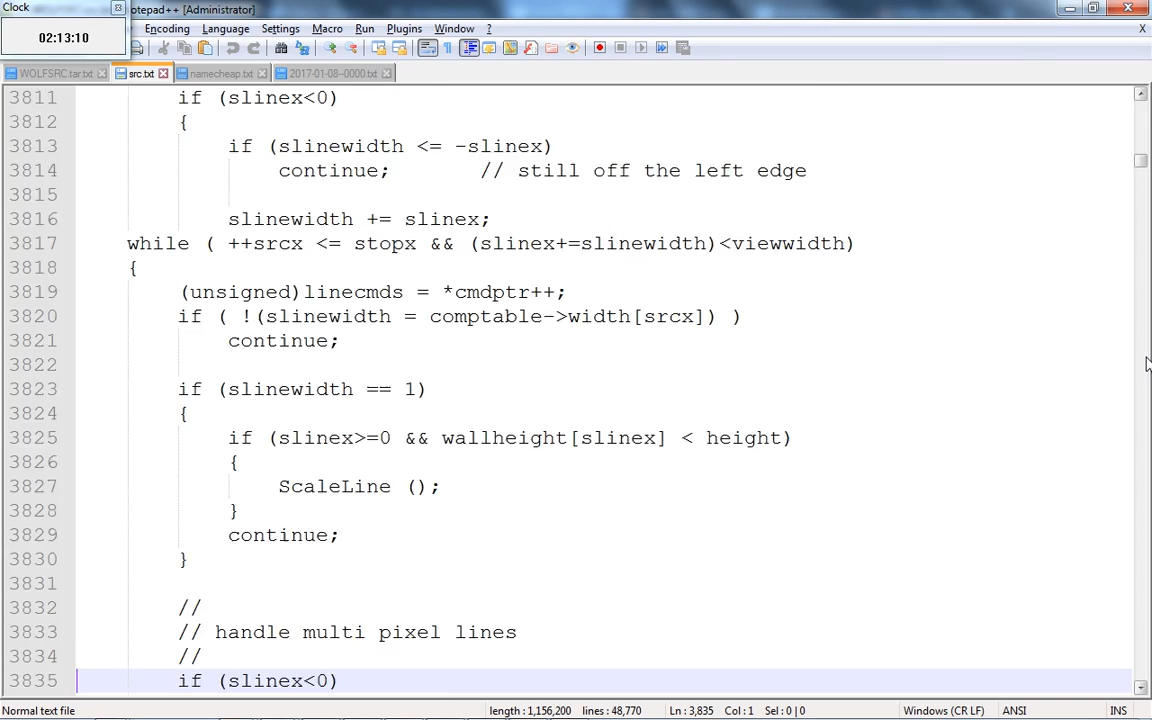 Clock
otepad++ [Administrator]
02:13:10
Encoding Language Settings Macro Run Plugins Window ? X
WOLFSRC.tar.txt src.txt namecheap.txt 2017-01-08--0000.txt
3811 if (slinex<0)
3812 {
3813 if (slinewidth <= -slinex)
3814 continue; // still off the left edge
3815
3816 slinewidth += slinex;
3817 while ( ++srcx <= stopx && (slinex+=slinewidth)<viewwidth)
3818 {
3819 (unsigned)linecmds = *cmdptr++;
3820 if ( !(slinewidth = comptable->width[srcx]) )
3821 continue;
3822
3823 if (slinewidth == 1)
3824 {
3825 if (slinex>=0 && wallheight[slinex] < height)
3826 {
3827 ScaleLine ();
3828 }
3829 continue;
3830 }
3831
3832 //
3833 // handle multi pixel lines
3834 //
3835 if (slinex<0)
Normal text file length : 1,156,200 lines : 48,770 Ln : 3,835 Col : 1 Sel : 0 | 0 Windows (CR LF) ANSI INS